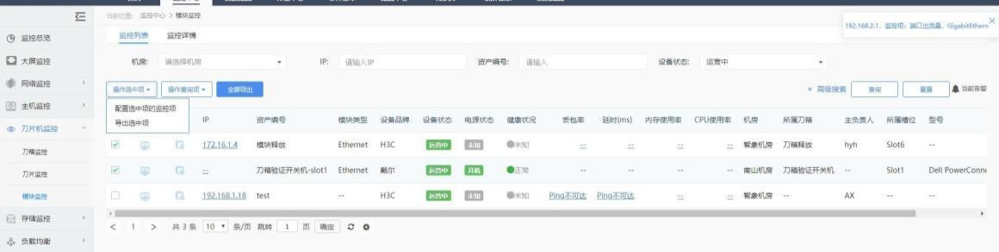 当前位置: 监控中心 > 模块监控
192.168.2.1, 监控项: 端口出流量, GigabitEthern
监控总览
监控列表 监控详情
大屏监控
机房: 请选择机房 IP: 请输入IP 资产编号: 请输入 设备状态: 运营中
网络监控
操作选中项 操作查询项 全部导出 高级搜索 查询 重置 当前告警
主机监控
配置选中项的监控项
导出选中项
IP 资产编号 模块类型 设备品牌 设备状态 电源状态 健康状况 丢包率 延时(ms) 内存使用率 CPU使用率 机房 所属刀箱 主负责人 所属槽位 型号
刀片机监控
172.16.1.4 模块释放 Ethernet H3C 运营中 未知 未知 -- -- -- -- 智象机房 刀箱释放 hyh Slot6 --
刀箱监控
-- 刀箱验证开关机-slot1 Ethernet 戴尔 运营中 开机 正常 -- -- -- -- 南山机房 刀箱验证开关机 -- Slot1 Dell PowerConne
刀片监控
模块监控
192.168.1.18 test -- H3C 运营中 未知 未知 Ping不可达 Ping不可达 -- -- 智象机房 -- AX -- --
存储监控
< 1 > 共 3 条 10 条/页 跳转 1 页 确定
负载均衡